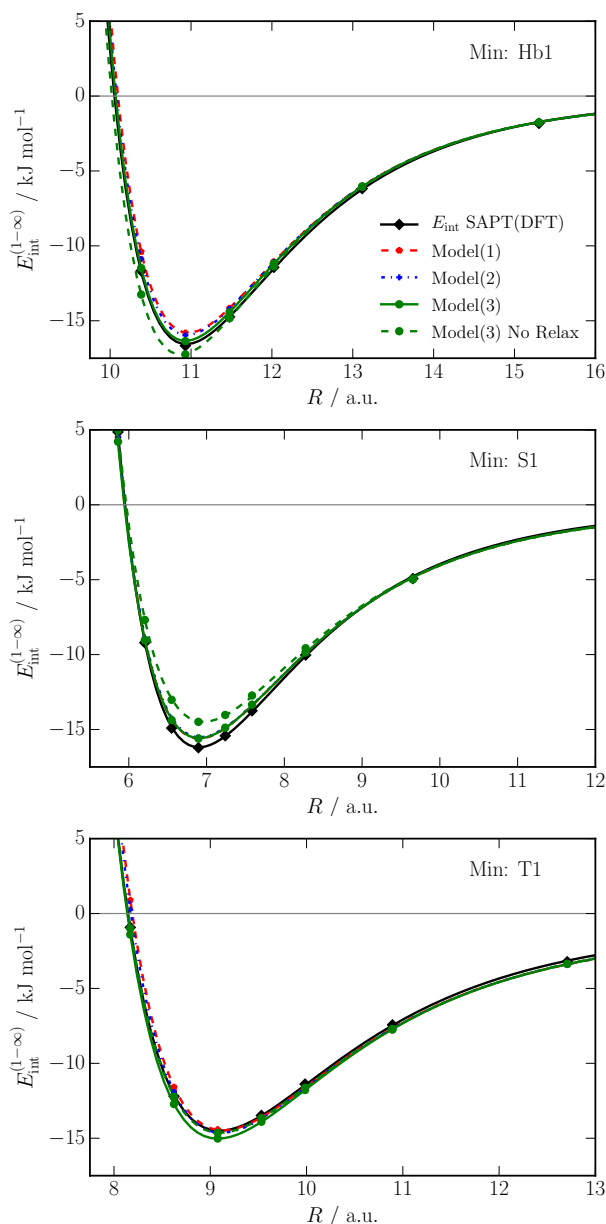 5
0
−5
−10
−15
E_int^(1−∞) / kJ mol⁻¹
Min: Hb1
E_int SAPT(DFT)
Model(1)
Model(2)
Model(3)
Model(3) No Relax
10 11 12 13 14 15 16
R / a.u.
5
0
−5
−10
−15
E_int^(1−∞) / kJ mol⁻¹
Min: S1
6 7 8 9 10 11 12
R / a.u.
5
0
−5
−10
−15
E_int^(1−∞) / kJ mol⁻¹
Min: T1
8 9 10 11 12 13
R / a.u.